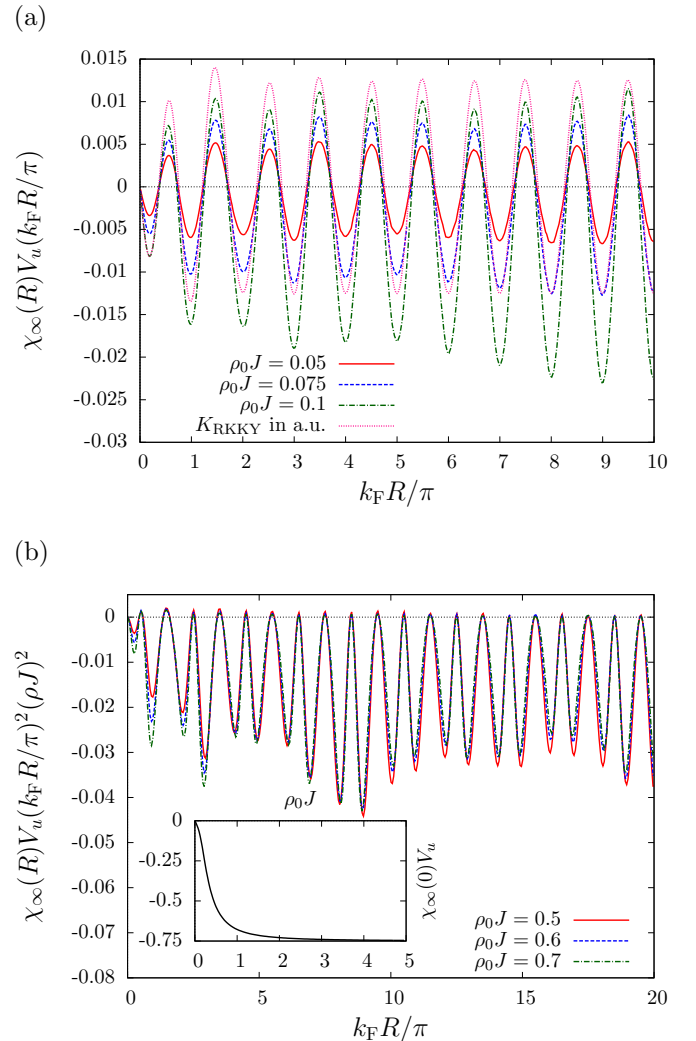 (a)
χ∞(R)Vu(kFR/π)
0.015
0.01
0.005
0
-0.005
-0.01
-0.015
-0.02
-0.025
-0.03
ρ0J = 0.05
ρ0J = 0.075
ρ0J = 0.1
KRKKY in a.u.
0 1 2 3 4 5 6 7 8 9 10
kFR/π
(b)
χ∞(R)Vu(kFR/π)²(ρJ)²
0
-0.01
-0.02
-0.03
-0.04
-0.05
-0.06
-0.07
-0.08
ρ0J
0
-0.25
-0.5
-0.75
0 1 2 3 4 5
χ∞(0)Vu
ρ0J = 0.5
ρ0J = 0.6
ρ0J = 0.7
0 5 10 15 20
kFR/π